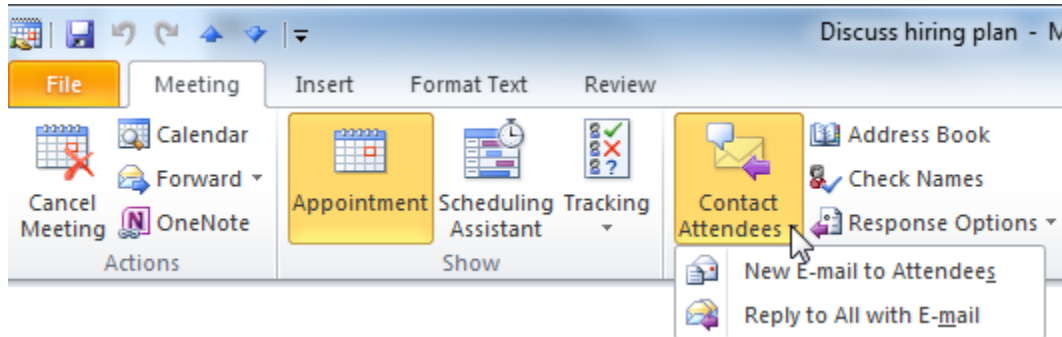 Discuss hiring plan - M
File
Meeting
Insert
Format Text
Review
Cancel
Meeting
Calendar
Forward
OneNote
Actions
Appointment
Scheduling
Assistant
Tracking
Show
Contact
Attendees
Address Book
Check Names
Response Options
New E-mail to Attendees
Reply to All with E-mail